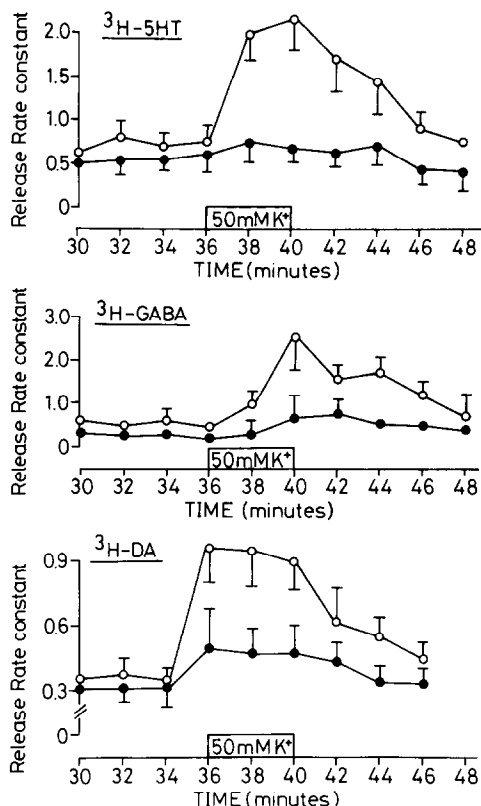 ³H-5HT
Release Rate constant
2.0
1.5
1.0
0.5
0
50mMK⁺
30 32 34 36 38 40 42 44 46 48
TIME(minutes)
³H-GABA
Release Rate constant
3.0
2.0
1.0
0
50mMK⁺
30 32 34 36 38 40 42 44 46 48
TIME (minutes)
³H-DA
Release Rate constant
0.9
0.6
0.3
0
50mMK⁺
30 32 34 36 38 40 42 44 46 48
TIME (minutes)